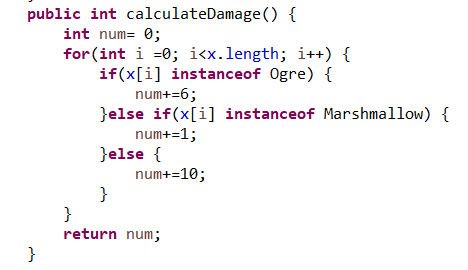 public int calculateDamage() {
    int num= 0;
    for(int i =0; i<x.length; i++) {
        if(x[i] instanceof Ogre) {
            num+=6;
        }else if(x[i] instanceof Marshmallow) {
            num+=1;
        }else {
            num+=10;
        }
    }
    return num;
}